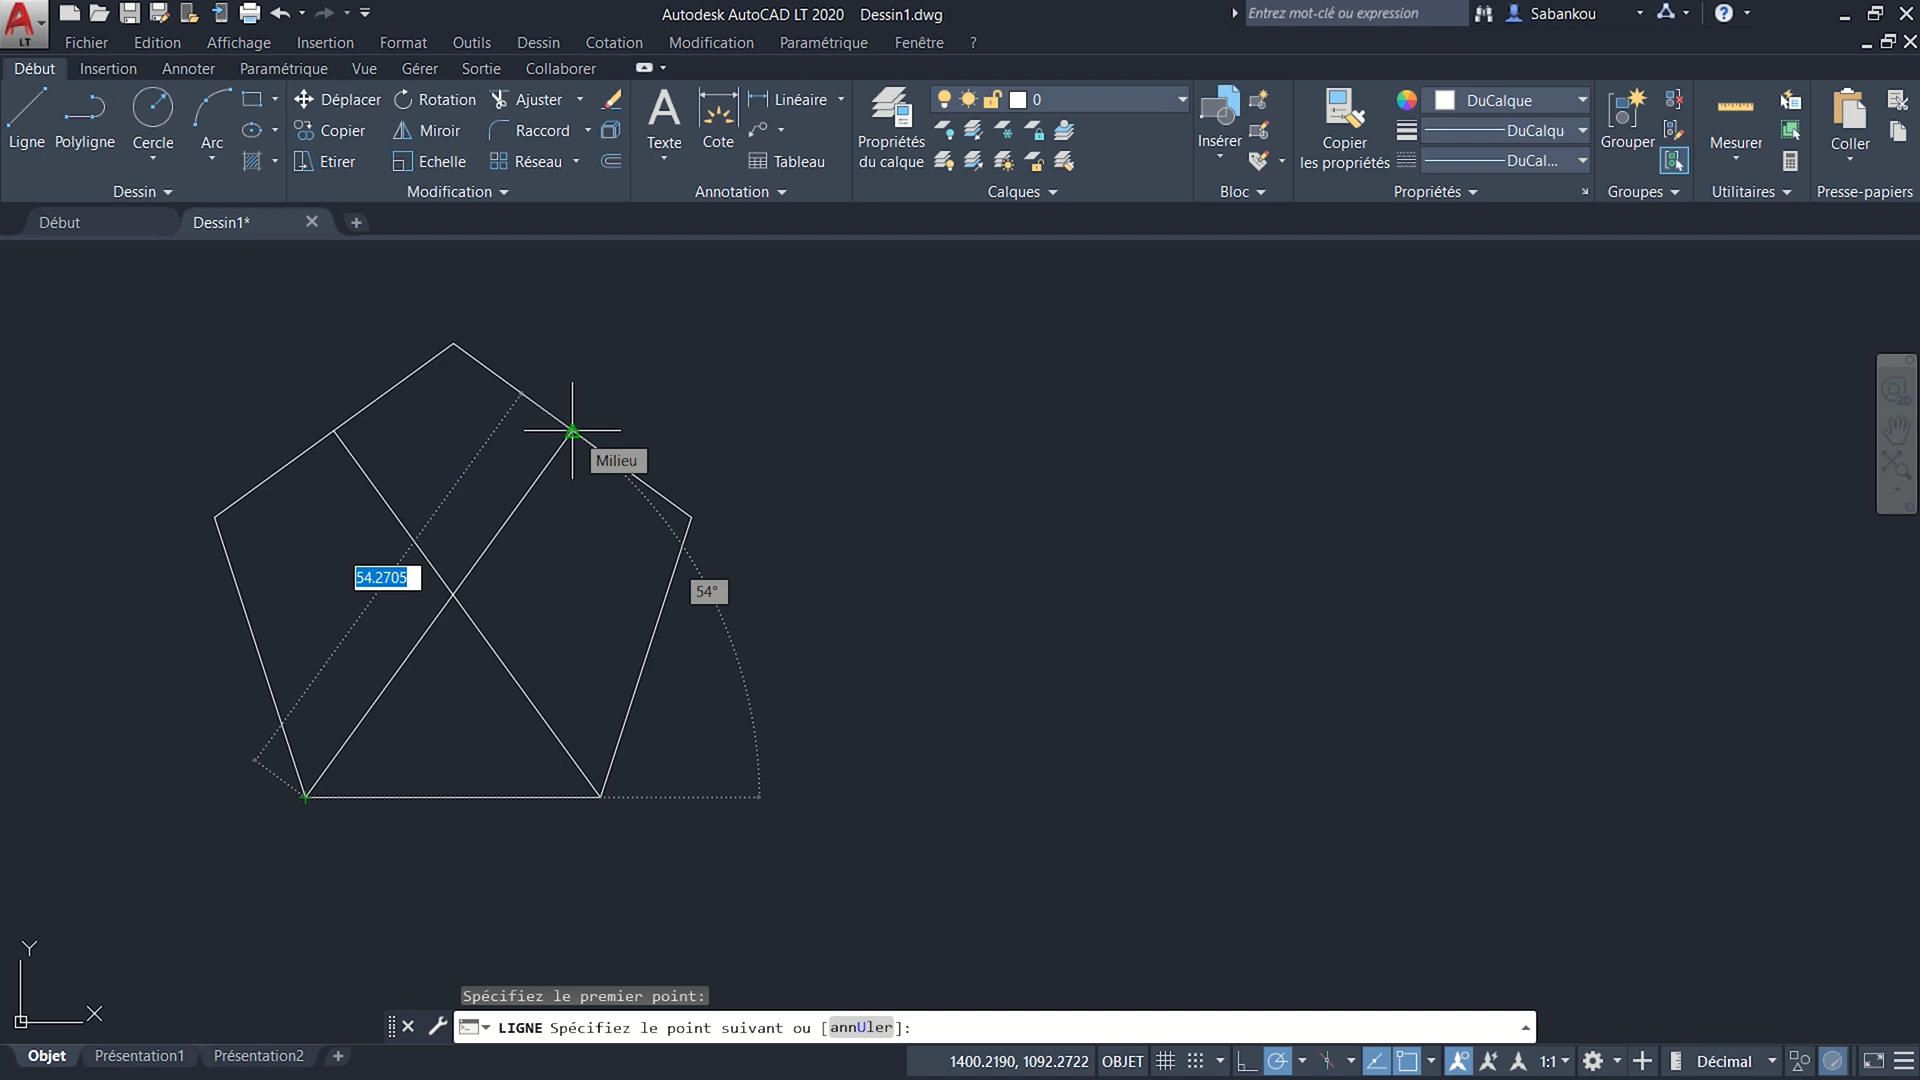 Autodesk AutoCAD LT 2020 Dessin1.dwg
Entrez mot-clé ou expression
Sabankou
LT
Fichier Edition Affichage Insertion Format Outils Dessin Cotation Modification Paramétrique Fenêtre ?
Début Insertion Annoter Paramétrique Vue Gérer Sortie Collaborer
Déplacer Rotation Ajuster Linéaire 0 DuCalque
Copier Miroir Raccord DuCalqu
Ligne Polyligne Cercle Arc Texte Cote Propriétés du calque Insérer Copier les propriétés Grouper Mesurer Coller
Etirer Echelle Réseau Tableau DuCal...
Dessin Modification Annotation Calques Bloc Propriétés Groupes Utilitaires Presse-papiers
Début Dessin1*
Milieu
54.2705
54°
Y
X
Spécifiez le premier point:
LIGNE Spécifiez le point suivant ou [annUler]:
Objet Présentation1 Présentation2
1400.2190, 1092.2722 OBJET 1:1 Décimal
2D